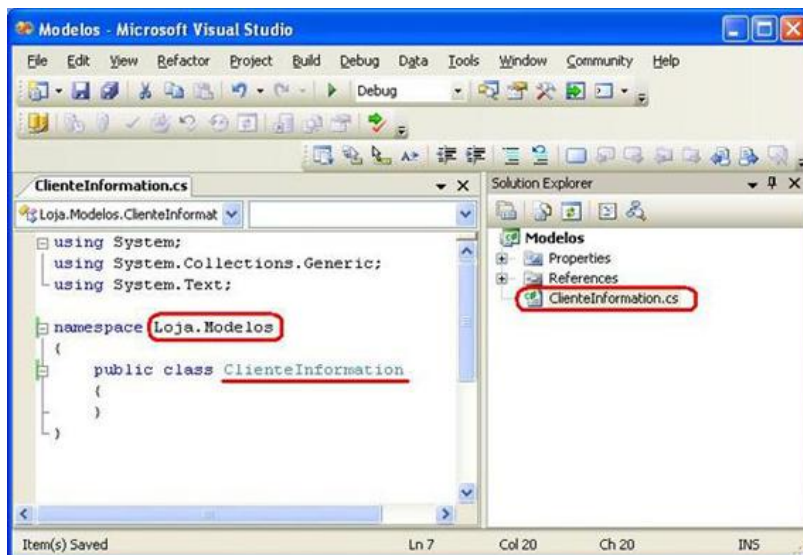 Modelos - Microsoft Visual Studio
File Edit View Refactor Project Build Debug Data Tools Window Community Help
Debug
ClienteInformation.cs
Loja.Modelos.ClienteInformat
using System;
using System.Collections.Generic;
using System.Text;
namespace Loja.Modelos
{
public class ClienteInformation
{
}
}
Solution Explorer
Modelos
Properties
References
ClienteInformation.cs
Item(s) Saved Ln 7 Col 20 Ch 20 INS